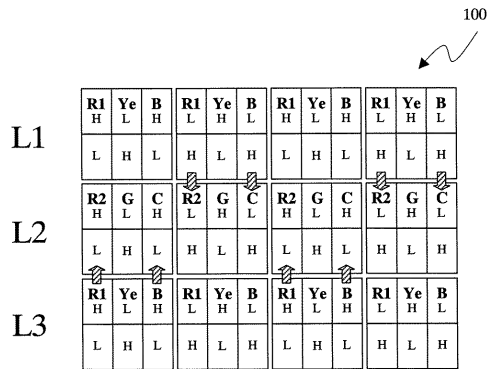 100
R1 Ye B R1 Ye B R1 Ye B R1 Ye B
H L H L H L H L H L H L
L1
L H L H L H L H L H L H
R2 G C R2 G C R2 G C R2 G C
H L H L H L H L H L H L
L2
L H L H L H L H L H L H
R1 Ye B R1 Ye B R1 Ye B R1 Ye B
H L H L H L H L H L H L
L3
L H L H L H L H L H L H